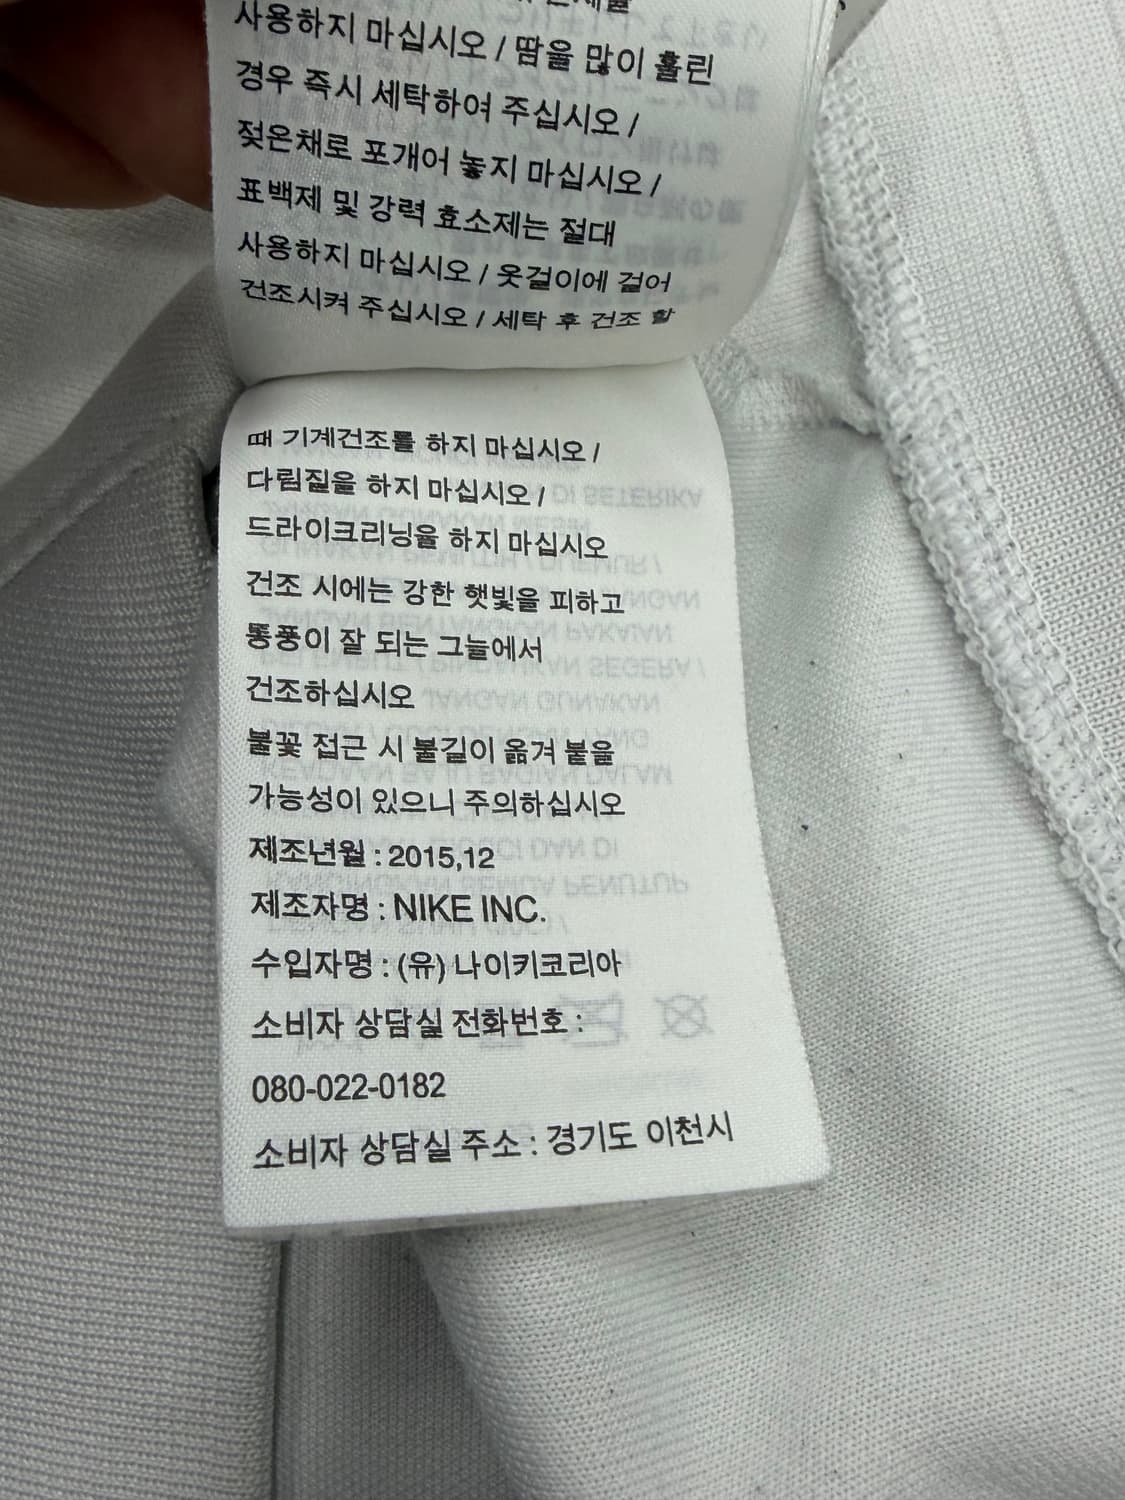 사용하지 마십시오 / 땀을 많이 흘린
경우 즉시 세탁하여 주십시오 /
젖은채로 포개어 놓지 마십시오 /
표백제 및 강력 효소제는 절대
사용하지 마십시오 / 옷걸이에 걸어
건조시켜 주십시오 / 세탁 후 건조 할
때 기계건조를 하지 마십시오 /
다림질을 하지 마십시오 /
드라이크리닝을 하지 마십시오
건조 시에는 강한 햇빛을 피하고
통풍이 잘 되는 그늘에서
건조하십시오
불꽃 접근 시 불길이 옮겨 붙을
가능성이 있으니 주의하십시오
제조년월 : 2015,12
제조자명 : NIKE INC.
수입자명 : (유) 나이키코리아
소비자 상담실 전화번호 :
080-022-0182
소비자 상담실 주소 : 경기도 이천시